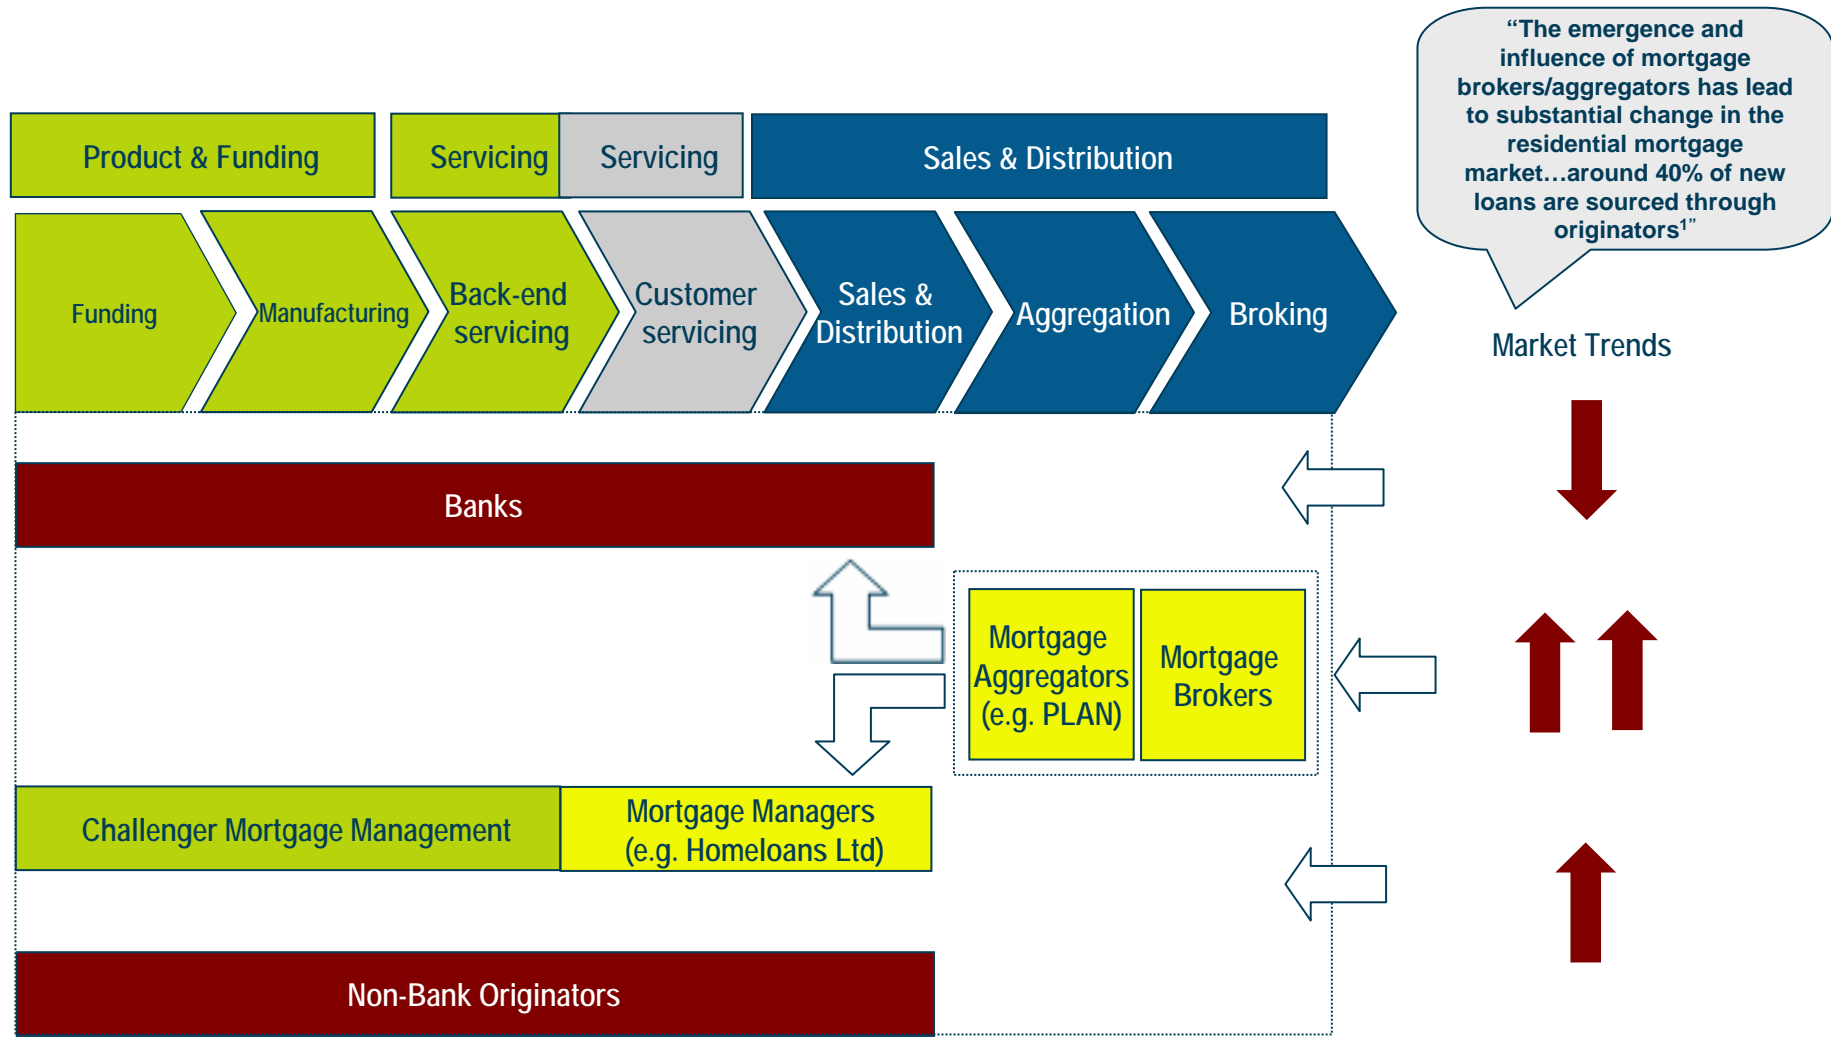 “The emergence and
influence of mortgage
brokers/aggregators has lead
to substantial change in the
residential mortgage
market…around 40% of new
loans are sourced through
originators¹”
Product & Funding
Servicing
Servicing
Sales & Distribution
Funding
Manufacturing
Back-end
servicing
Customer
servicing
Sales &
Distribution
Aggregation
Broking
Market Trends
Banks
Mortgage
Aggregators
(e.g. PLAN)
Mortgage
Brokers
Challenger Mortgage Management
Mortgage Managers
(e.g. Homeloans Ltd)
Non-Bank Originators